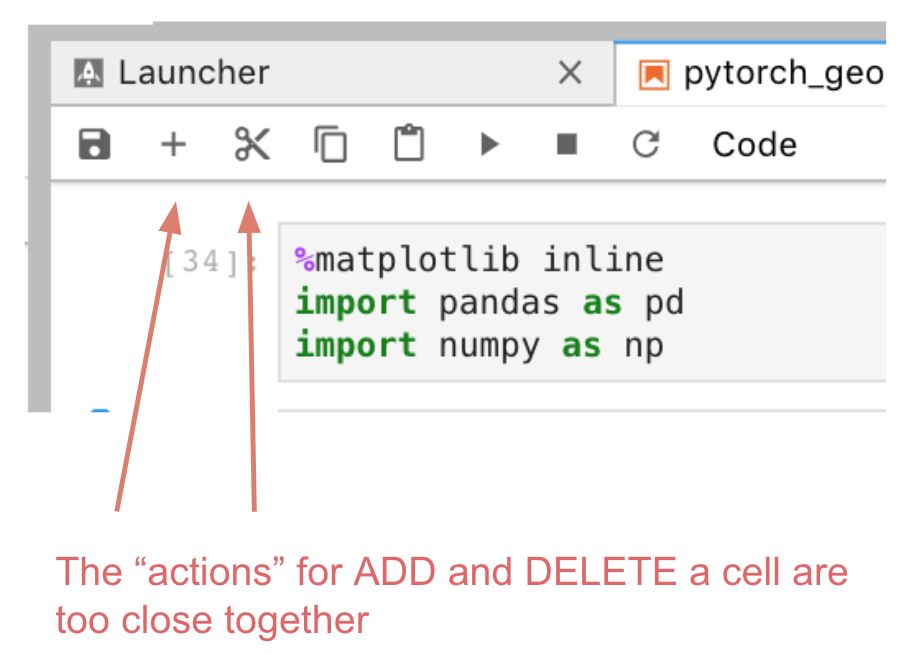 Launcher
pytorch_geo
Code
[34]:
%matplotlib inline
import pandas as pd
import numpy as np
The “actions” for ADD and DELETE a cell are
too close together